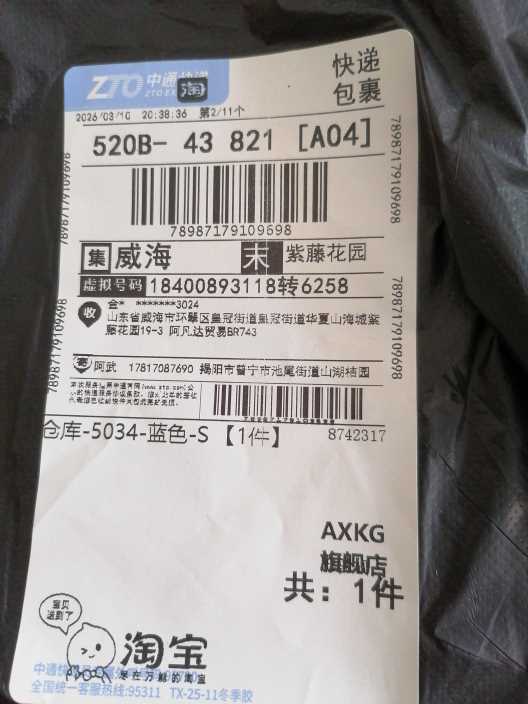 ZTO 中通快递
ZTO EX
淘
快递
包裹
2026/03/10 20:38:36 第2/11个
520B- 43 821 [A04]
78987179109698
78987179109698
78987179109698
集 威海 末 紫藤花园
虚拟号码 18400893118转6258
78987179109698
78987179109698
收 *******3024
山东省威海市环翠区皇冠街道皇冠街道华夏山海城紫
藤花园19-3 阿凡达贸易BR743
阿武 17817087690 揭阳市普宁市池尾街道山湖桔园
仓库-5034-蓝色-S 【1件】
8742317
AXKG
旗舰店
共: 1件
宝贝
送到了
淘宝
全国统一客服热线:95311 TX-25-11冬季胶